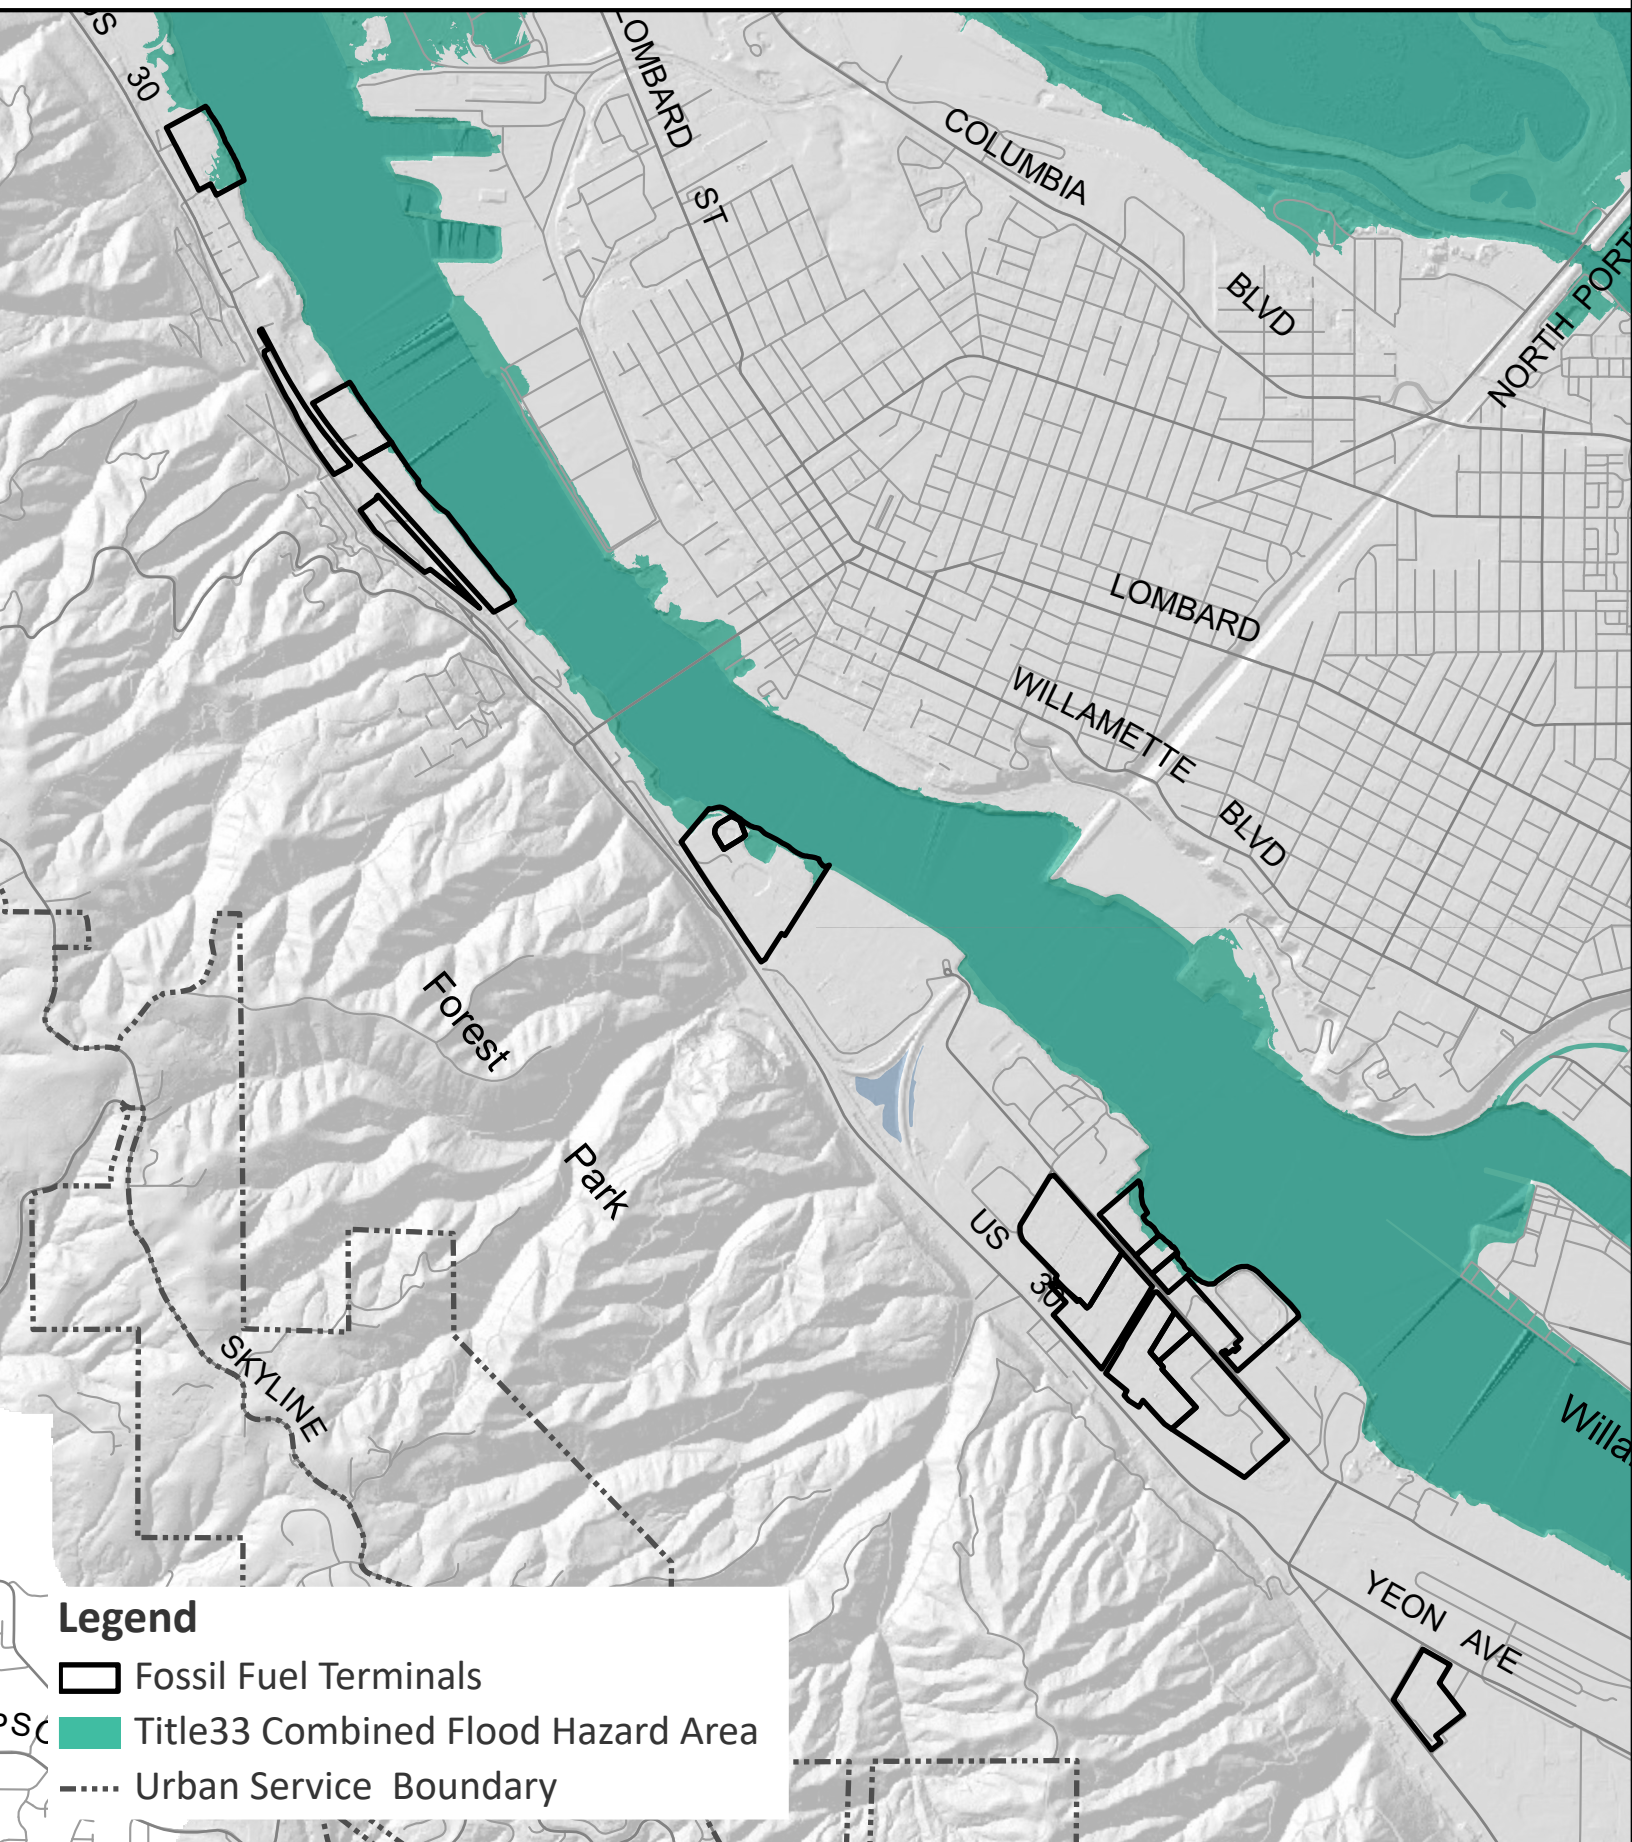 US
30
LOMBARD
ST
COLUMBIA
BLVD
NORTH PORT
LOMBARD
WILLAMETTE
BLVD
Forest
Park
US
30
SKYLINE
Willa
YEON AVE
Legend
Fossil Fuel Terminals
Title33 Combined Flood Hazard Area
Urban Service Boundary